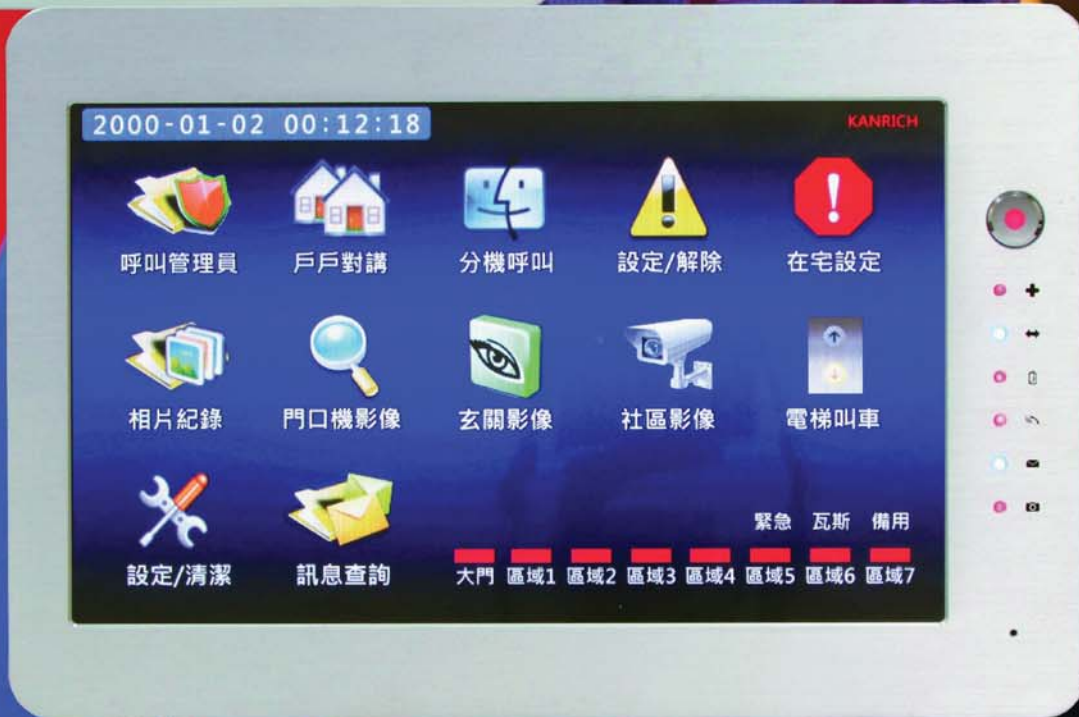 2000-01-02 00:12:18 KANRICH
呼叫管理員 戶戶對講 分機呼叫 設定/解除 在宅設定
相片紀錄 門口機影像 玄關影像 社區影像 電梯叫車
緊急 瓦斯 備用
設定/清潔 訊息查詢 大門 區域1 區域2 區域3 區域4 區域5 區域6 區域7